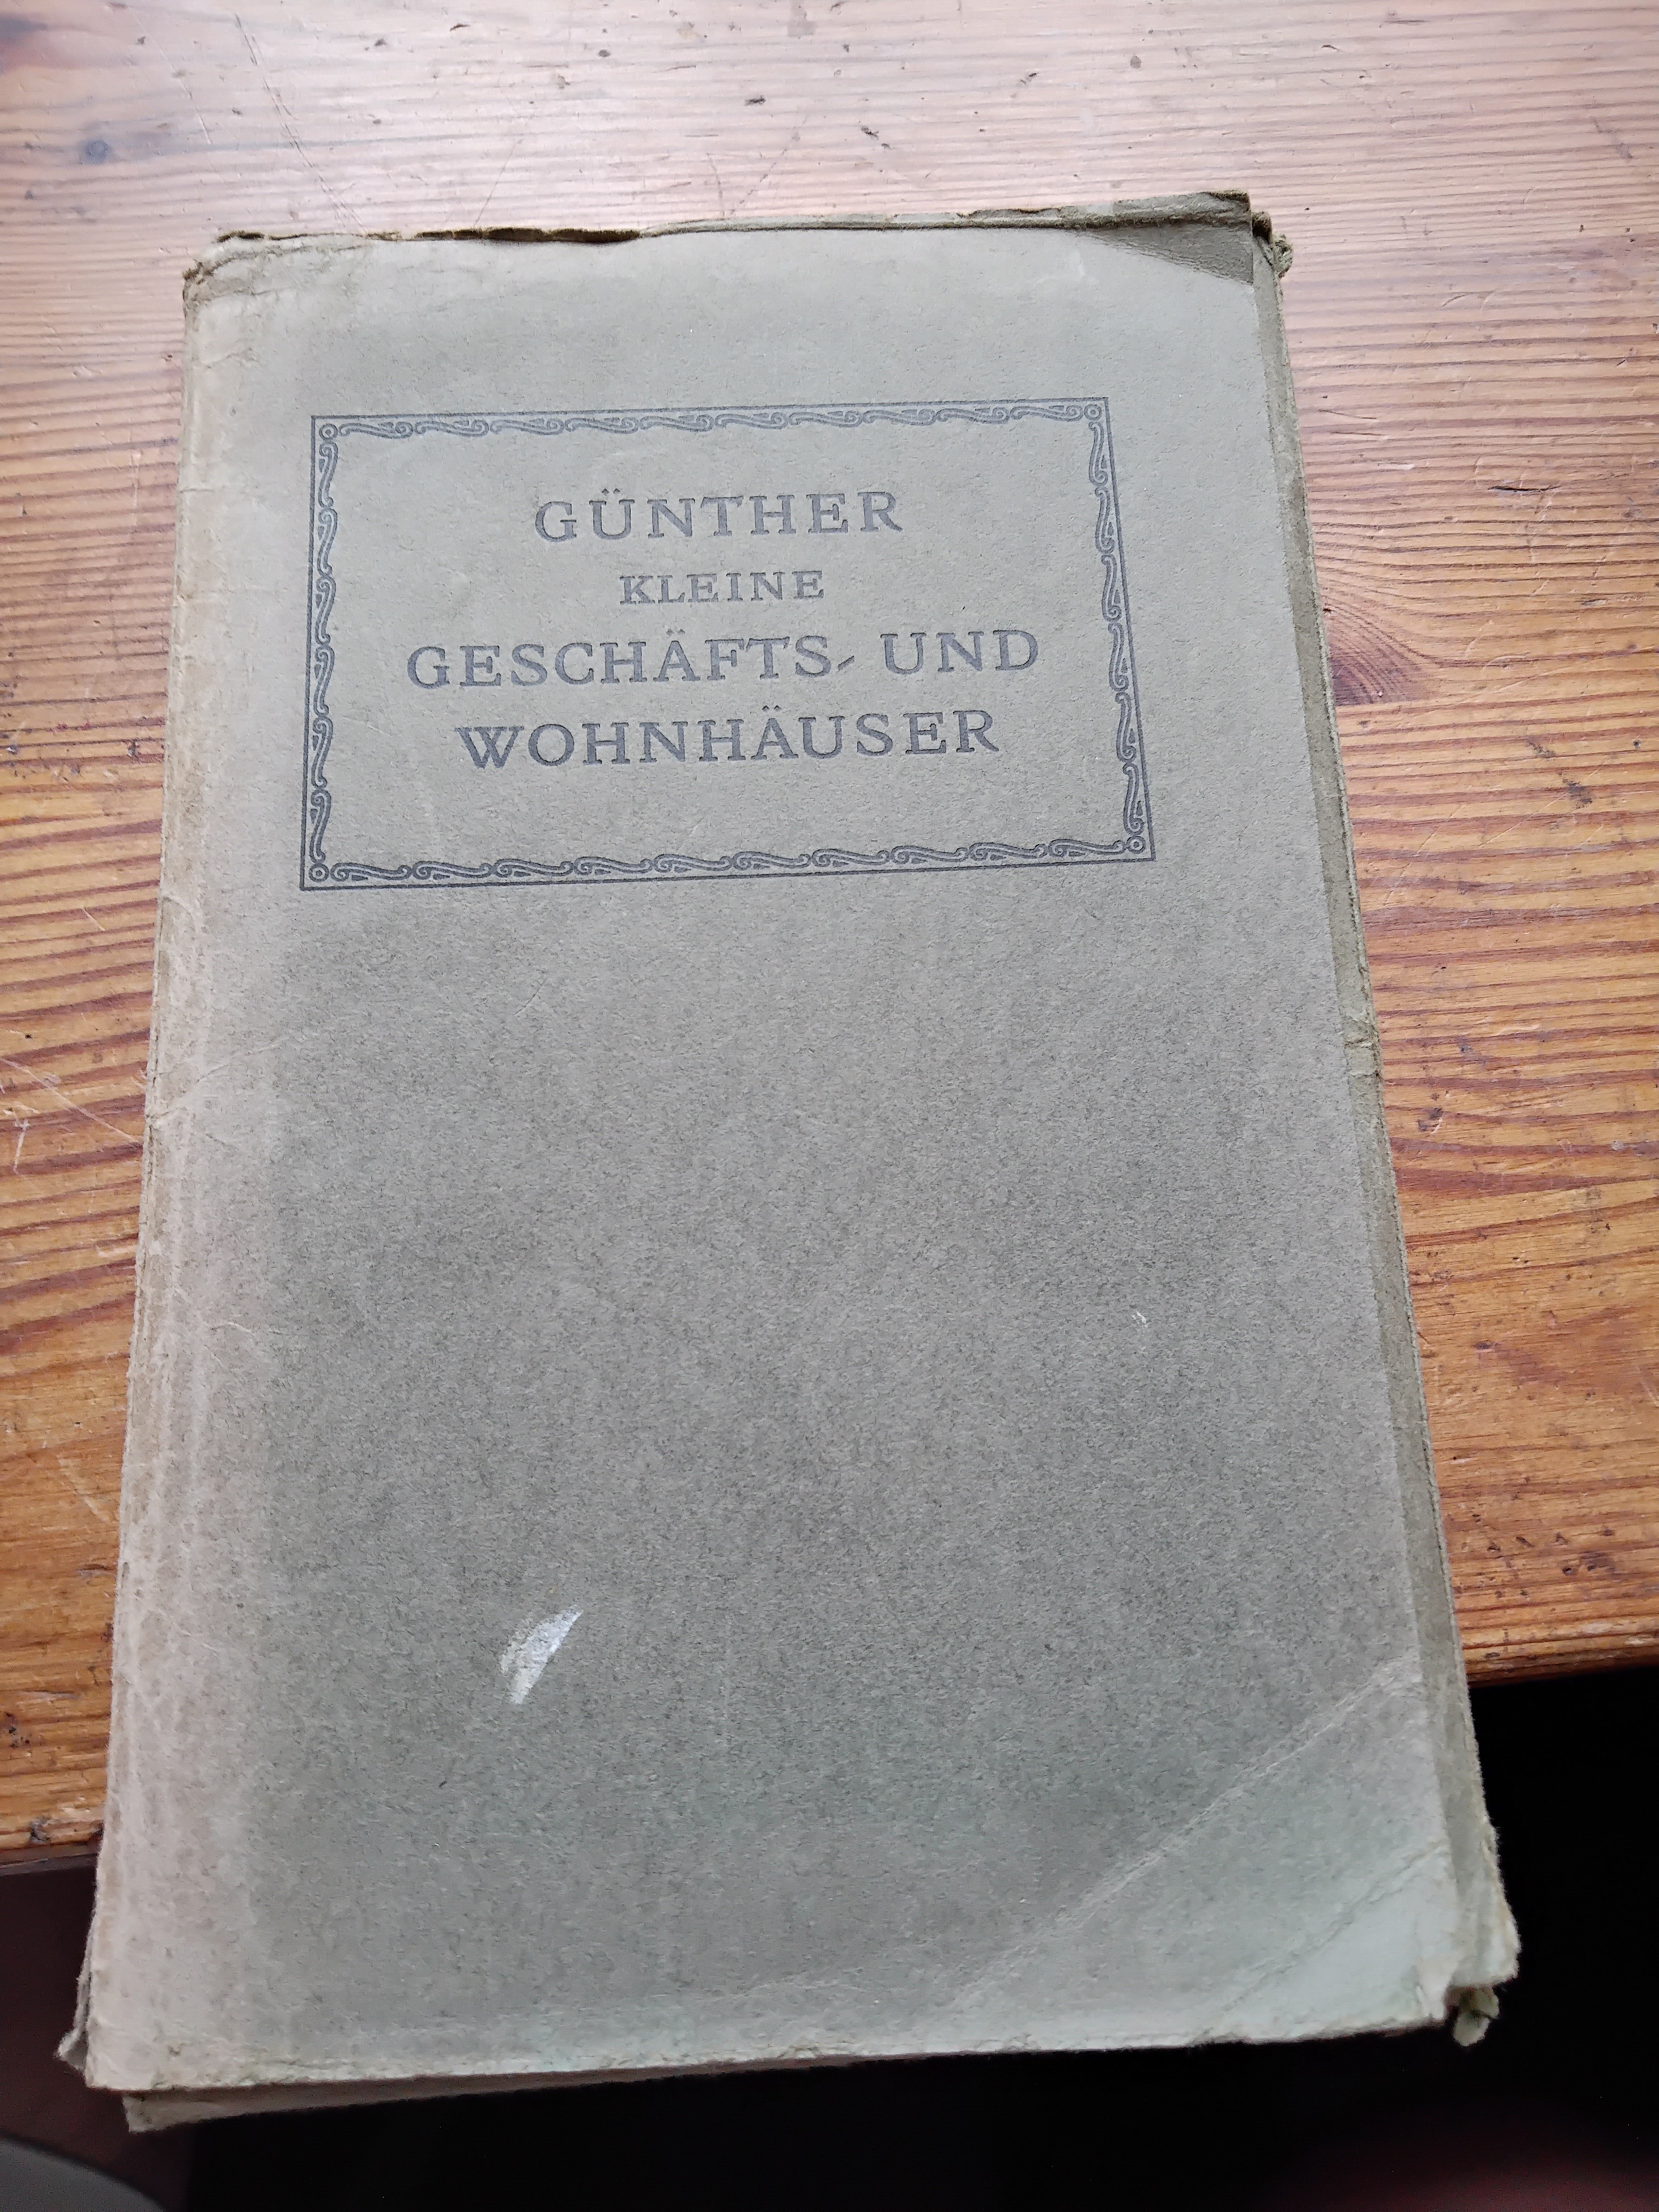 GÜNTHER
KLEINE
GESCHÄFTS- UND
WOHNHÄUSER